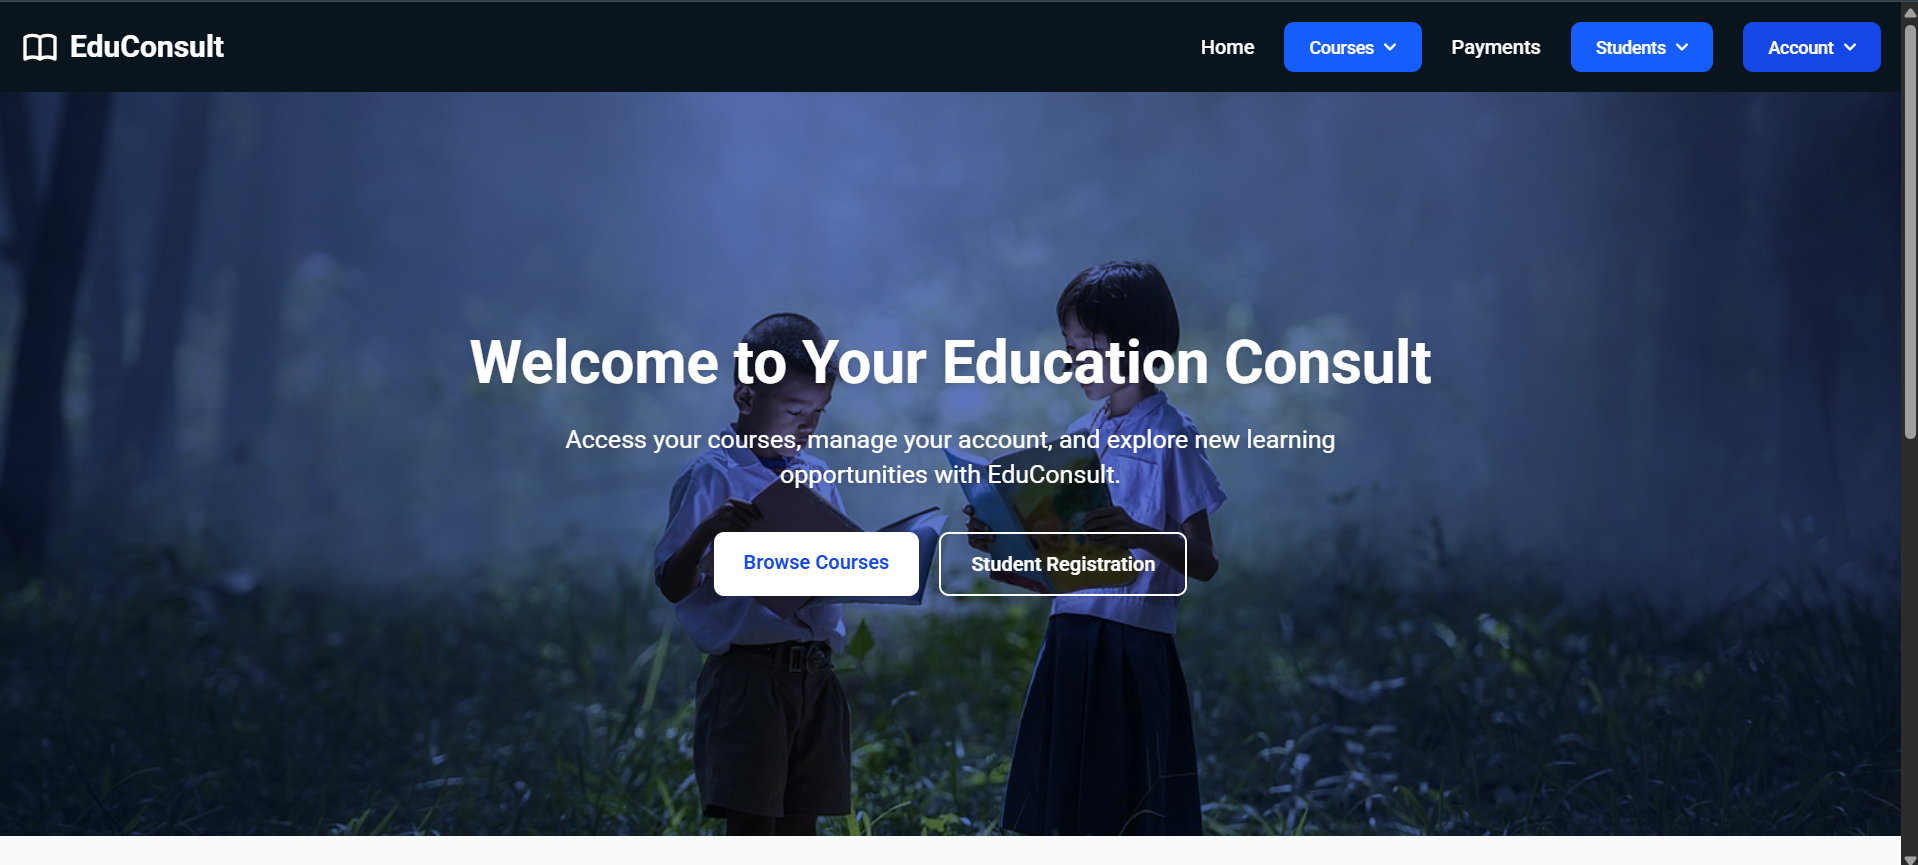 EduConsult
Home
Courses
Payments
Students
Account
Welcome to Your Education Consult
Access your courses, manage your account, and explore new learning
opportunities with EduConsult.
Browse Courses
Student Registration